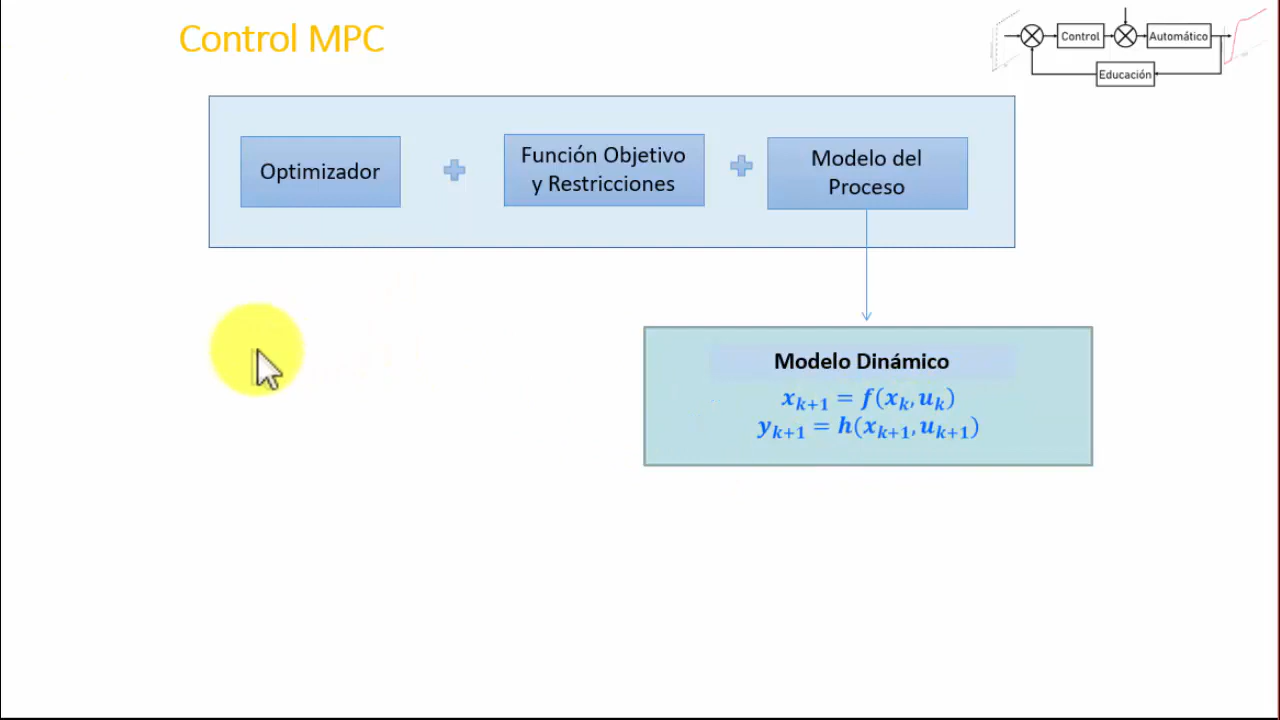 Control MPC
Control
Automático
Educación
Optimizador
Función Objetivo
y Restricciones
Modelo del
Proceso
Modelo Dinámico
x_{k+1} = f(x_k, u_k)
y_{k+1} = h(x_{k+1}, u_{k+1})